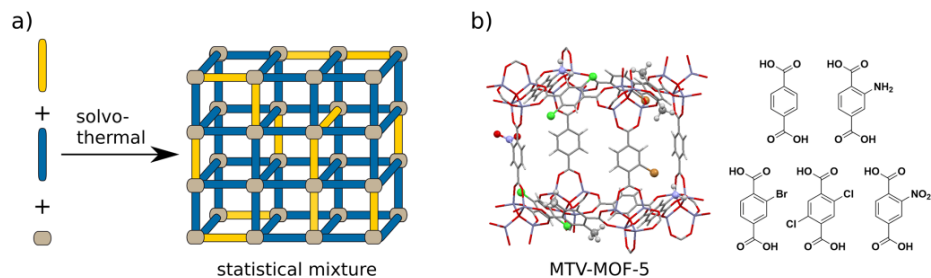 a)
+
solvo-
thermal
+
statistical mixture
b)
MTV-MOF-5
HO O
O OH
HO O
NH2
O OH
HO O
Br
O OH
HO O
Cl
Cl
O OH
HO O
NO2
O OH